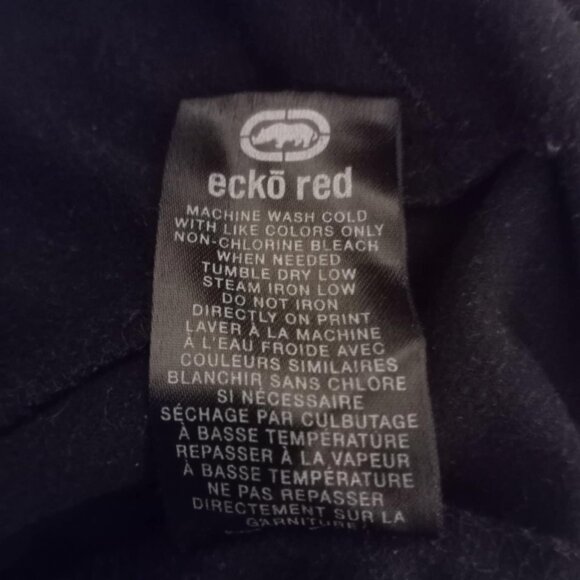 eckō red
MACHINE WASH COLD
WITH LIKE COLORS ONLY
NON-CHLORINE BLEACH
WHEN NEEDED
TUMBLE DRY LOW
STEAM IRON LOW
DO NOT IRON
DIRECTLY ON PRINT
LAVER À LA MACHINE
À L'EAU FROIDE AVEC
COULEURS SIMILAIRES
BLANCHIR SANS CHLORE
SI NÉCESSAIRE
SÉCHAGE PAR CULBUTAGE
À BASSE TEMPÉRATURE
REPASSER À LA VAPEUR
À BASSE TEMPÉRATURE
NE PAS REPASSER
DIRECTEMENT SUR LA
GARNITURE